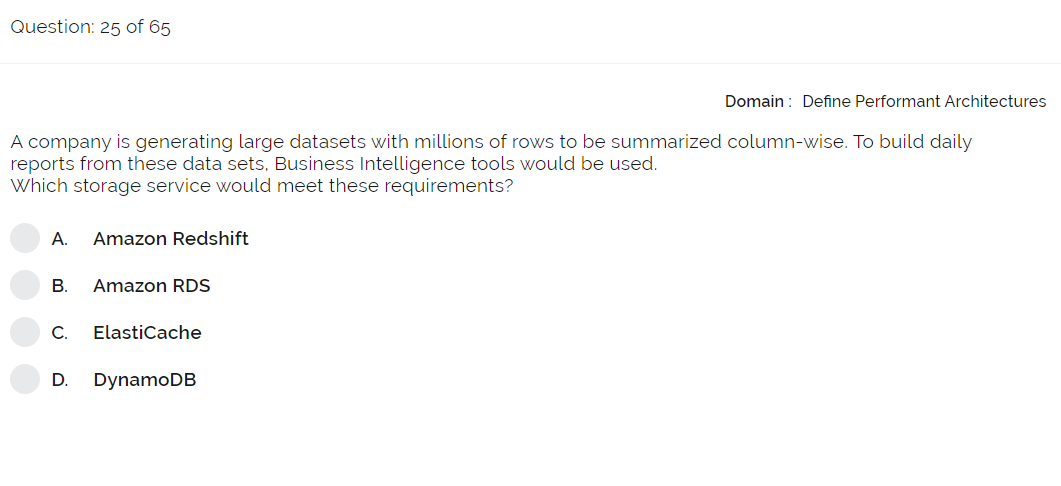 Question: 25 of 65
Domain : Define Performant Architectures
A company is generating large datasets with millions of rows to be summarized column-wise. To build daily
reports from these data sets, Business Intelligence tools would be used.
Which storage service would meet these requirements?
A. Amazon Redshift
B. Amazon RDS
C. ElastiCache
D. DynamoDB